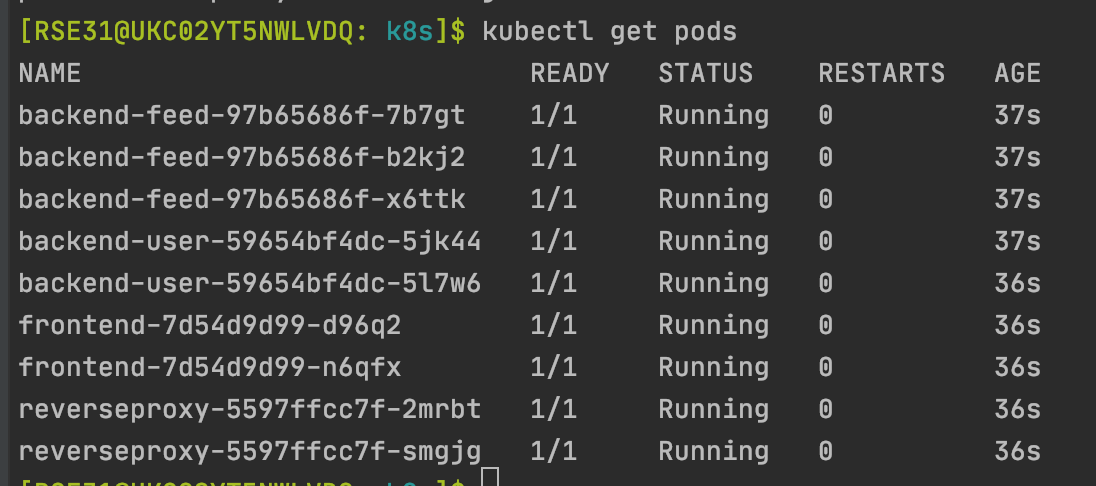 [RSE31@UKC02YT5NWLVDQ: k8s]$ kubectl get pods
NAME READY STATUS RESTARTS AGE
backend-feed-97b65686f-7b7gt 1/1 Running 0 37s
backend-feed-97b65686f-b2kj2 1/1 Running 0 37s
backend-feed-97b65686f-x6ttk 1/1 Running 0 37s
backend-user-59654bf4dc-5jk44 1/1 Running 0 37s
backend-user-59654bf4dc-5l7w6 1/1 Running 0 36s
frontend-7d54d9d99-d96q2 1/1 Running 0 36s
frontend-7d54d9d99-n6qfx 1/1 Running 0 36s
reverseproxy-5597ffcc7f-2mrbt 1/1 Running 0 36s
reverseproxy-5597ffcc7f-smgjg 1/1 Running 0 36s
[RSE31@UKC02YT5NWLVDQ: k8s]$